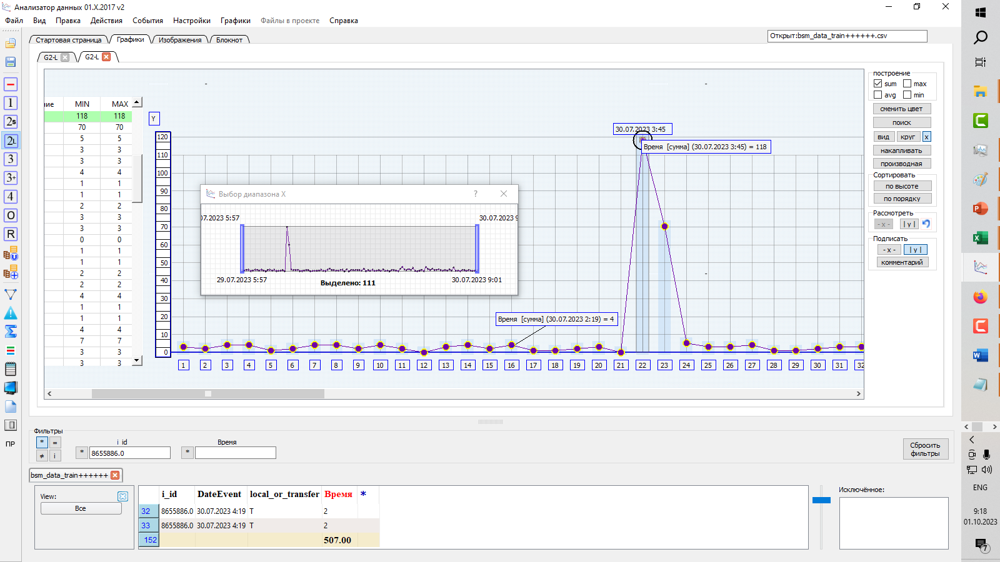 Анализатор данных 01.X.2017 v2
Файл Вид Правка Действия События Настройки Графики Файлы в проекте Справка
Стартовая страница Графики Изображения Блокнот
Открыт:bsm_data_train++++++.csv
G2-L G2-L
- -
ие MIN MAX
118 118
70 70
5 5
3 3
3 3
4 4
1 1
1 1
2 2
3 3
3 3
0 0
1 1
1 1
2 2
2 2
4 4
1 1
1 1
4 4
7 7
3 3
3 3
Y
120
110
100
90
80
70
60
50
40
30
20
10
0
30.07.2023 3:45
Время [сумма] (30.07.2023 3:45) = 118
Время [сумма] (30.07.2023 2:19) = 4
-
1 2 3 4 5 6 7 8 9 10 11 12 13 14 15 16 17 18 19 20 21 22 23 24 25 26 27 28 29 30 31 32
Выбор диапазона X ?
07.2023 5:57 30.07.2023 9
29.07.2023 5:57 30.07.2023 9:01
Выделено: 111
построение
sum max
avg min
сменить цвет
поиск
вид круг x
накапливать
производная
Сортировать
по высоте
по порядку
Рассмотреть
- x - | y |
Подписать
- x - | y |
комментарий
1
2s
2L
3
3+
4
O
R
ПР
Фильтры
* =
≠ i
i_id
* 8655886.0
Время
*
Сбросить
фильтры
bsm_data_train++++++
View:
Все
i_id DateEvent local_or_transfer Время *
32 8655886.0 30.07.2023 4:19 T 2
33 8655886.0 30.07.2023 4:19 T 2
152 507.00
Исключённое:
ENG
9:18
01.10.2023
7